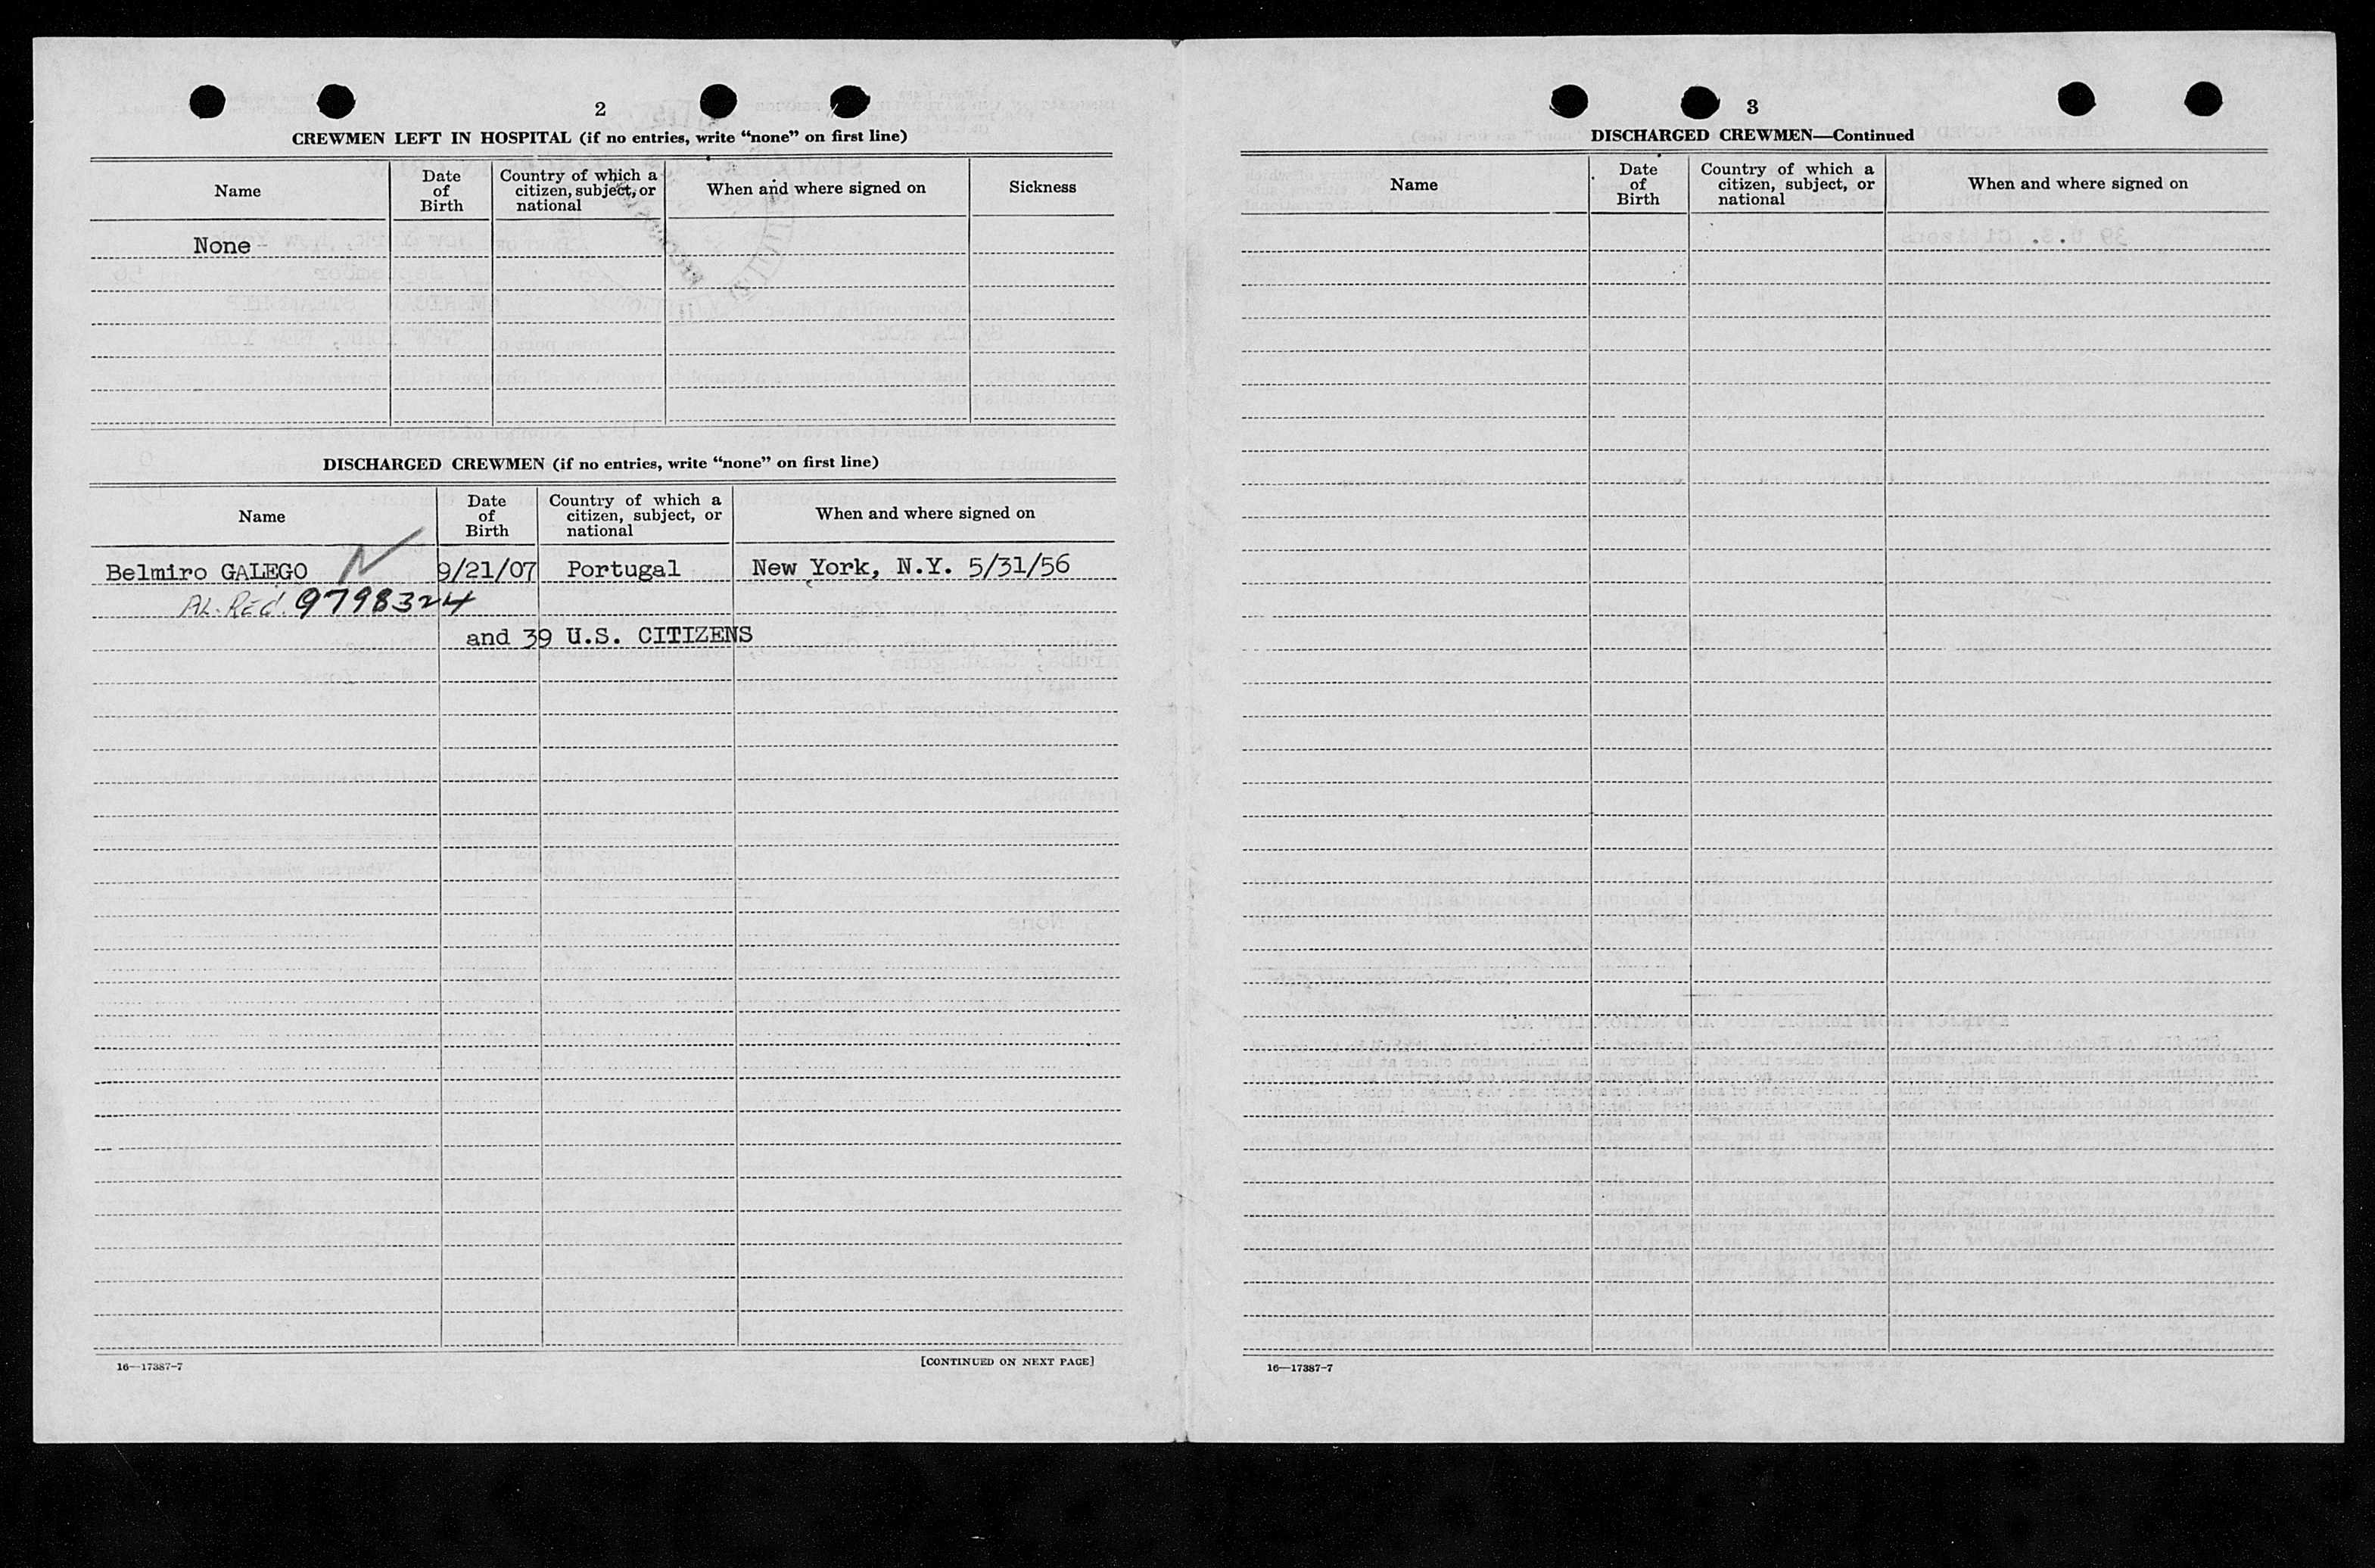 2
CREWMEN LEFT IN HOSPITAL (if no entries, write “none” on first line)
Name
Date of Birth
Country of which a citizen, subject, or national
When and where signed on
Sickness
None
DISCHARGED CREWMEN (if no entries, write “none” on first line)
Name
Date of Birth
Country of which a citizen, subject, or national
When and where signed on
Belmiro GALEGO N 9/21/07 Portugal New York, N.Y. 5/31/56
9798324
and 39 U.S. CITIZENS
16—17387-7
[CONTINUED ON NEXT PAGE]
3
DISCHARGED CREWMEN—Continued
Name
Date of Birth
Country of which a citizen, subject, or national
When and where signed on
16—17387-7